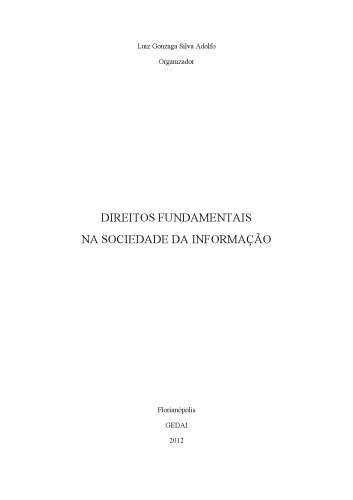 Luiz Gonzaga Silva Adolfo
Organizador
DIREITOS FUNDAMENTAIS
NA SOCIEDADE DA INFORMAÇÃO
Florianópolis
GEDAI
2012